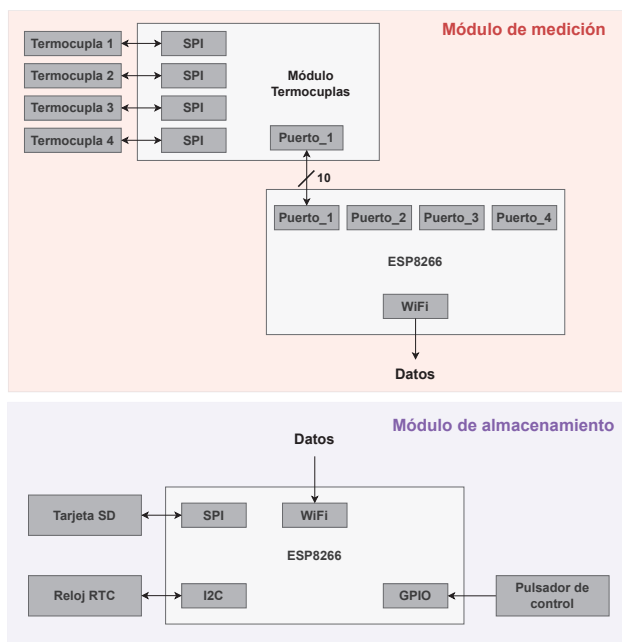 Módulo de medición
Termocupla 1
SPI
Termocupla 2
SPI
Módulo
Termocuplas
Termocupla 3
SPI
Termocupla 4
SPI
Puerto_1
10
Puerto_1
Puerto_2
Puerto_3
Puerto_4
ESP8266
WiFi
Datos
Módulo de almacenamiento
Datos
Tarjeta SD
SPI
WiFi
ESP8266
Reloj RTC
I2C
GPIO
Pulsador de
control